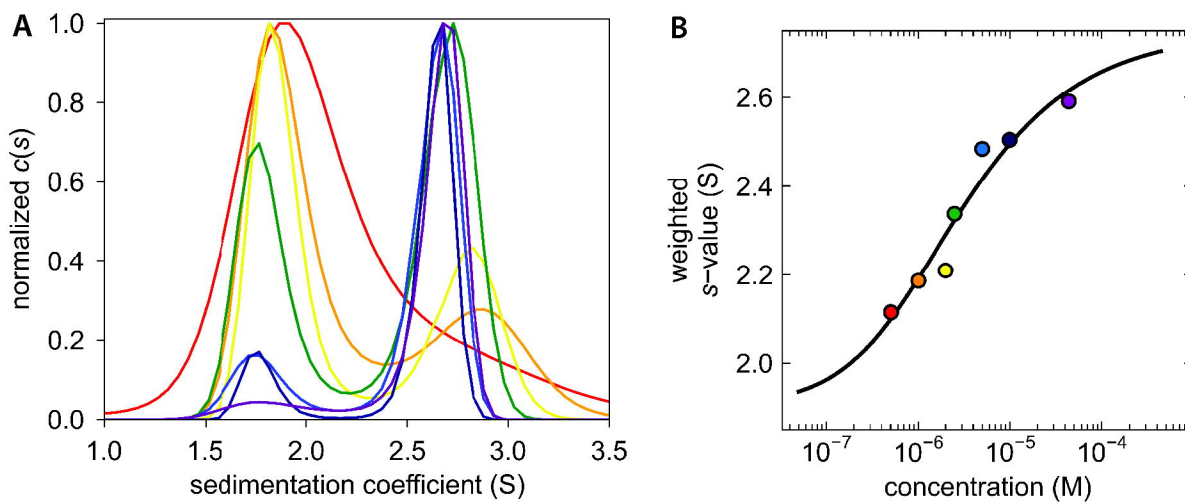 A
normalized c(s)
1.0
0.8
0.6
0.4
0.2
0.0
1.0 1.5 2.0 2.5 3.0 3.5
sedimentation coefficient (S)
B
weighted
s−value (S)
2.6
2.4
2.2
2.0
10⁻⁷ 10⁻⁶ 10⁻⁵ 10⁻⁴
concentration (M)